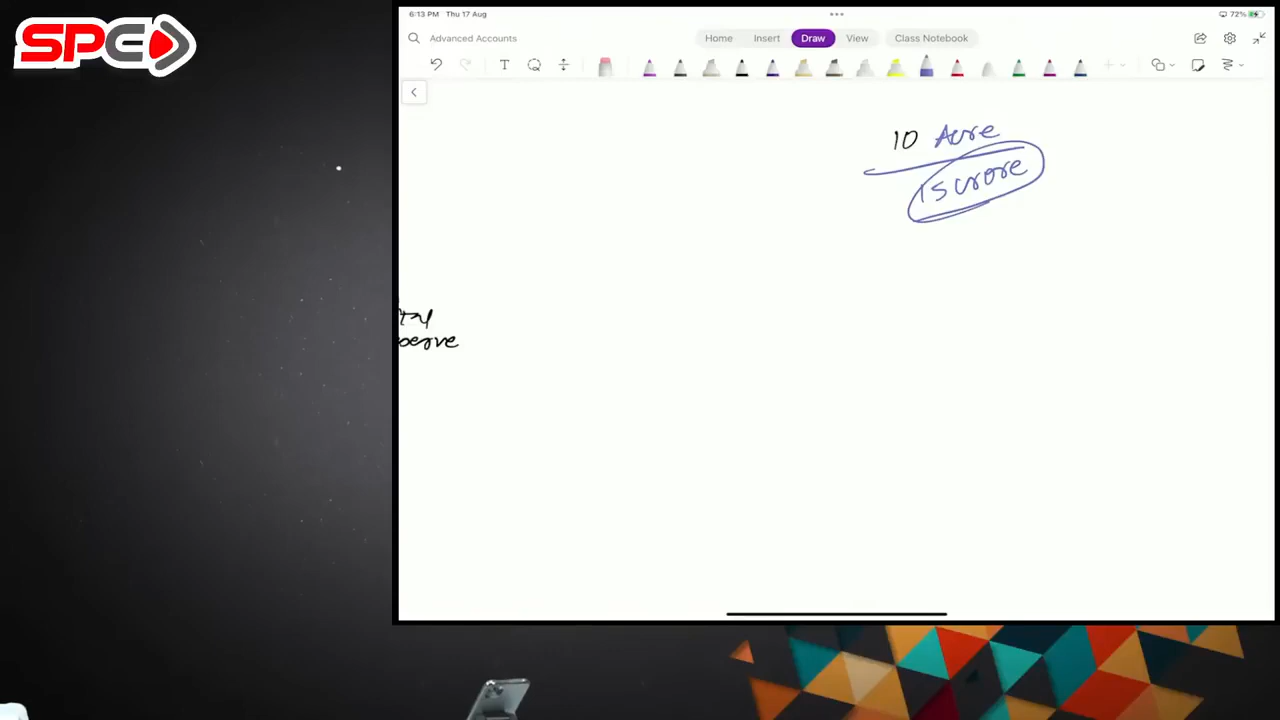 SPE
6:13 PM Thu 17 Aug
72%
Advanced Accounts
Home Insert Draw View Class Notebook
10 Acre
15 crore